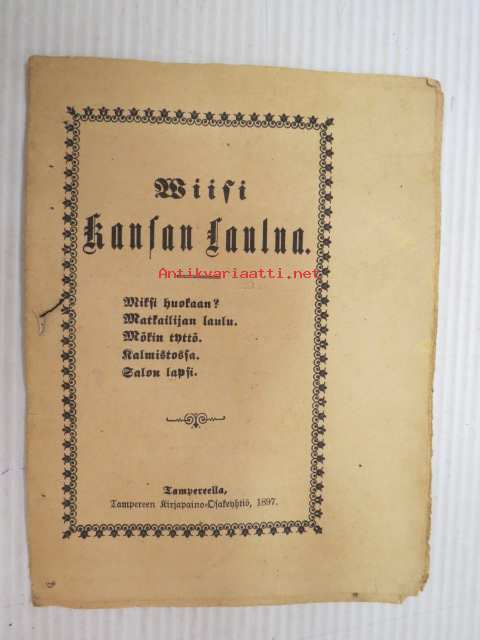 Wiisi
Kansan Laulua.
Antikvariaatti.net
Miksi huokaan?
Matkailijan laulu.
Mökin tyttö.
Kalmistossa.
Salon lapsi.
Tampereella,
Tampereen Kirjapaino-Osakeyhtiö, 1897.